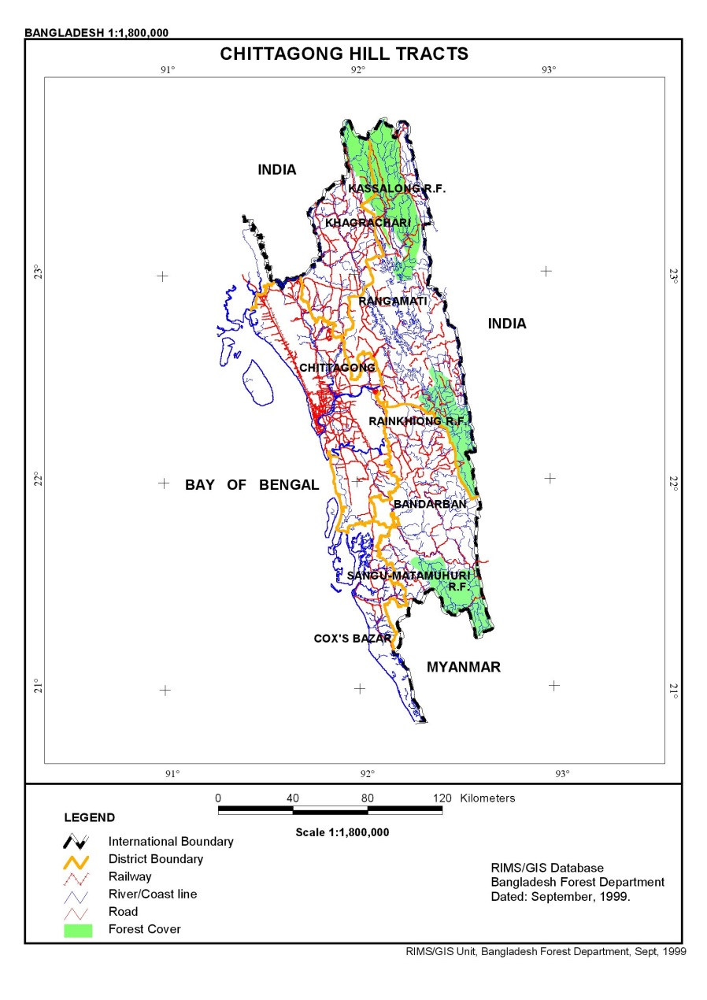 BANGLADESH 1:1,800,000
CHITTAGONG HILL TRACTS
91° 92° 93°
INDIA
KASSALONG R.F.
KHAGRACHARI
23° 23°
RANGAMATI
INDIA
CHITTAGONG
RAINKHIONG R.F.
22° 22°
BAY OF BENGAL
BANDARBAN
SANGU-MATAMUHURI
R.F.
COX'S BAZAR
MYANMAR
21° 21°
91° 92° 93°
0 40 80 120 Kilometers
Scale 1:1,800,000
LEGEND
International Boundary
District Boundary
Railway
River/Coast line
Road
Forest Cover
RIMS/GIS Database
Bangladesh Forest Department
Dated: September, 1999.
RIMS/GIS Unit, Bangladesh Forest Department, Sept, 1999